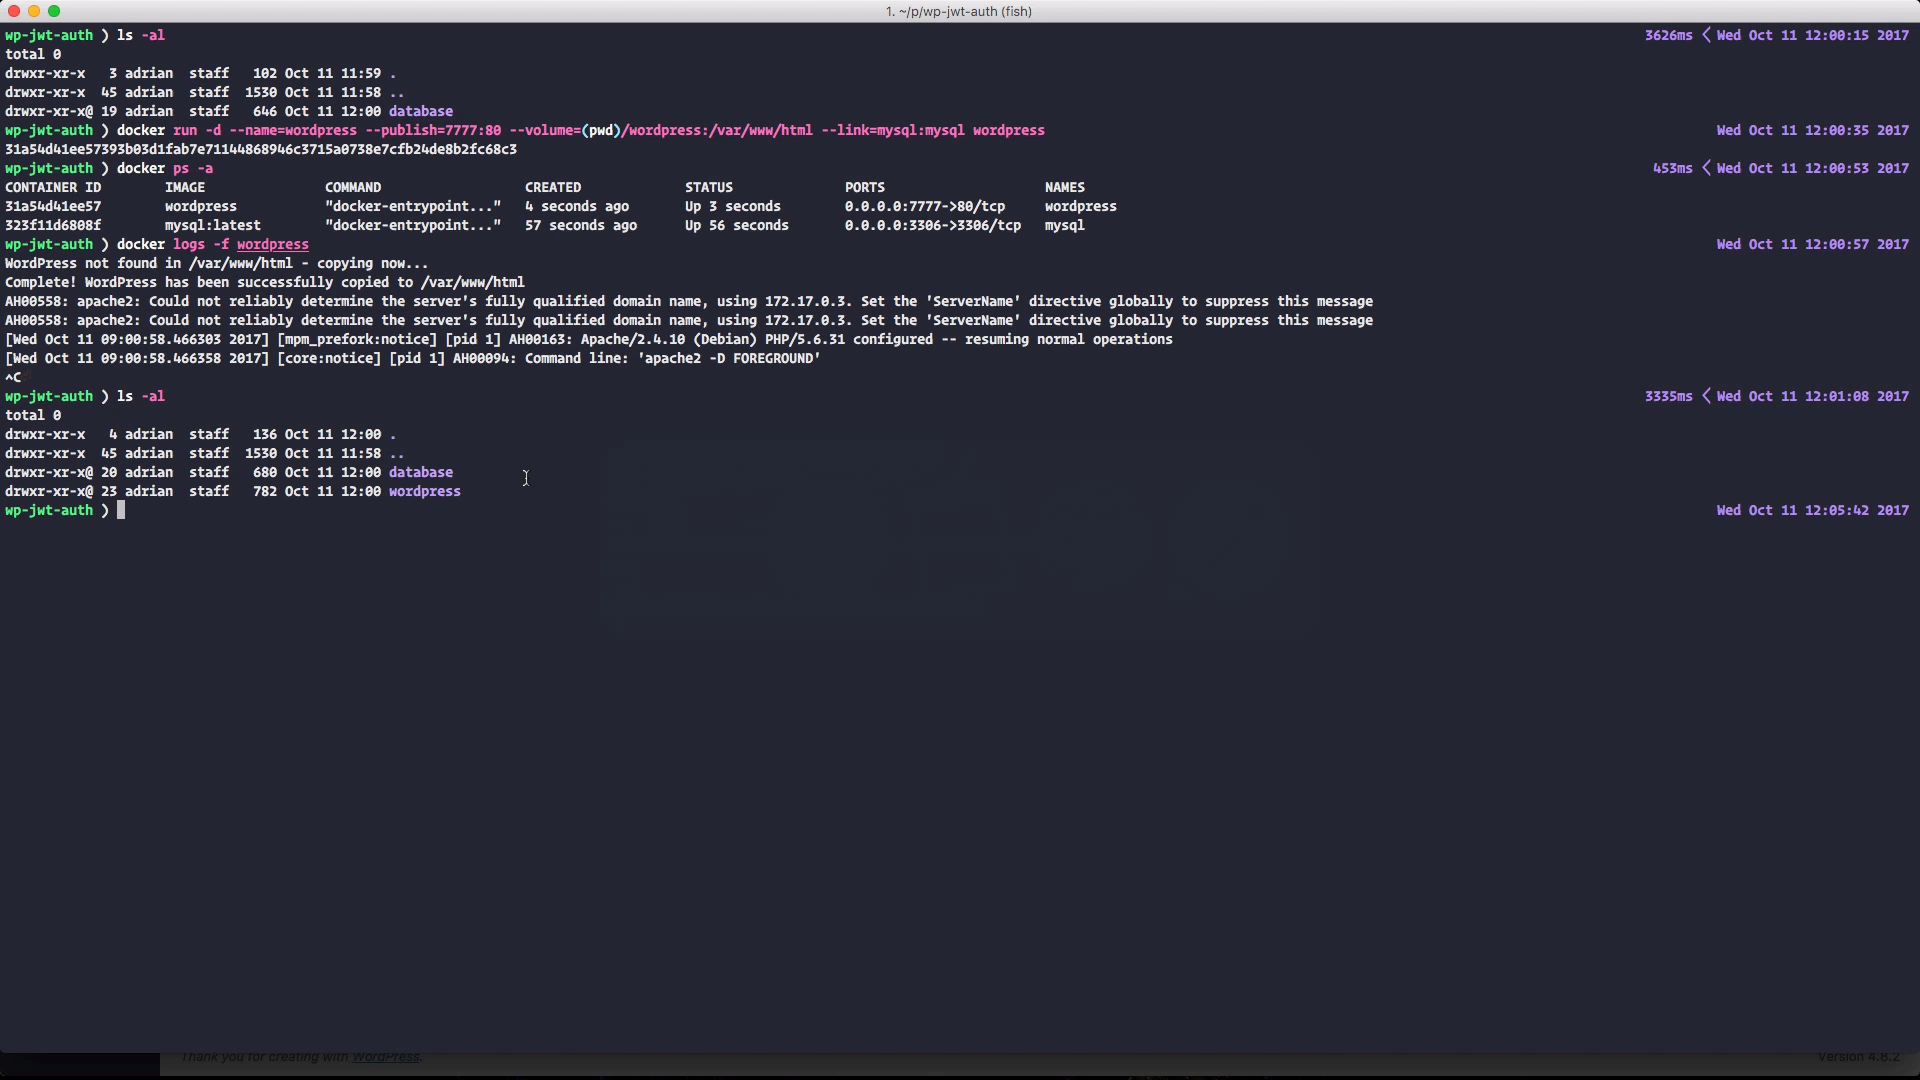 1. ~/p/wp-jwt-auth (fish)
wp-jwt-auth ❭ ls -al 3626ms ❬ Wed Oct 11 12:00:15 2017
total 0
drwxr-xr-x 3 adrian staff 102 Oct 11 11:59 .
drwxr-xr-x 45 adrian staff 1530 Oct 11 11:58 ..
drwxr-xr-x@ 19 adrian staff 646 Oct 11 12:00 database
wp-jwt-auth ❭ docker run -d --name=wordpress --publish=7777:80 --volume=(pwd)/wordpress:/var/www/html --link=mysql:mysql wordpress Wed Oct 11 12:00:35 2017
31a54d41ee57393b03d1fab7e71144868946c3715a0738e7cfb24de8b2fc68c3
wp-jwt-auth ❭ docker ps -a 453ms ❬ Wed Oct 11 12:00:53 2017
CONTAINER ID IMAGE COMMAND CREATED STATUS PORTS NAMES
31a54d41ee57 wordpress "docker-entrypoint..." 4 seconds ago Up 3 seconds 0.0.0.0:7777->80/tcp wordpress
323f11d6808f mysql:latest "docker-entrypoint..." 57 seconds ago Up 56 seconds 0.0.0.0:3306->3306/tcp mysql
wp-jwt-auth ❭ docker logs -f wordpress Wed Oct 11 12:00:57 2017
WordPress not found in /var/www/html - copying now...
Complete! WordPress has been successfully copied to /var/www/html
AH00558: apache2: Could not reliably determine the server's fully qualified domain name, using 172.17.0.3. Set the 'ServerName' directive globally to suppress this message
AH00558: apache2: Could not reliably determine the server's fully qualified domain name, using 172.17.0.3. Set the 'ServerName' directive globally to suppress this message
[Wed Oct 11 09:00:58.466303 2017] [mpm_prefork:notice] [pid 1] AH00163: Apache/2.4.10 (Debian) PHP/5.6.31 configured -- resuming normal operations
[Wed Oct 11 09:00:58.466358 2017] [core:notice] [pid 1] AH00094: Command line: 'apache2 -D FOREGROUND'
^C
wp-jwt-auth ❭ ls -al 3335ms ❬ Wed Oct 11 12:01:08 2017
total 0
drwxr-xr-x 4 adrian staff 136 Oct 11 12:00 .
drwxr-xr-x 45 adrian staff 1530 Oct 11 11:58 ..
drwxr-xr-x@ 20 adrian staff 680 Oct 11 12:00 database
drwxr-xr-x@ 23 adrian staff 782 Oct 11 12:00 wordpress
wp-jwt-auth ❭ Wed Oct 11 12:05:42 2017
Thank you for creating with WordPress. Version 4.8.2